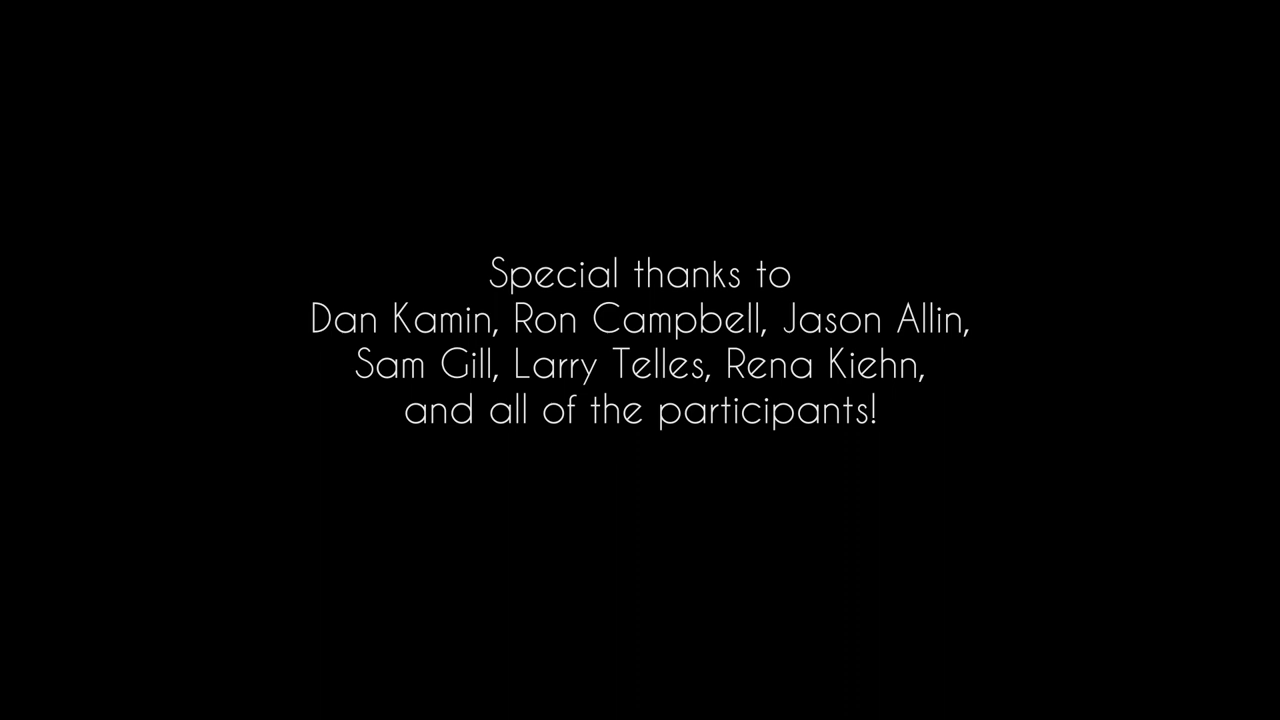 Special thanks to
Dan Kamin, Ron Campbell, Jason Allin,
Sam Gill, Larry Telles, Rena Kiehn,
and all of the participants!